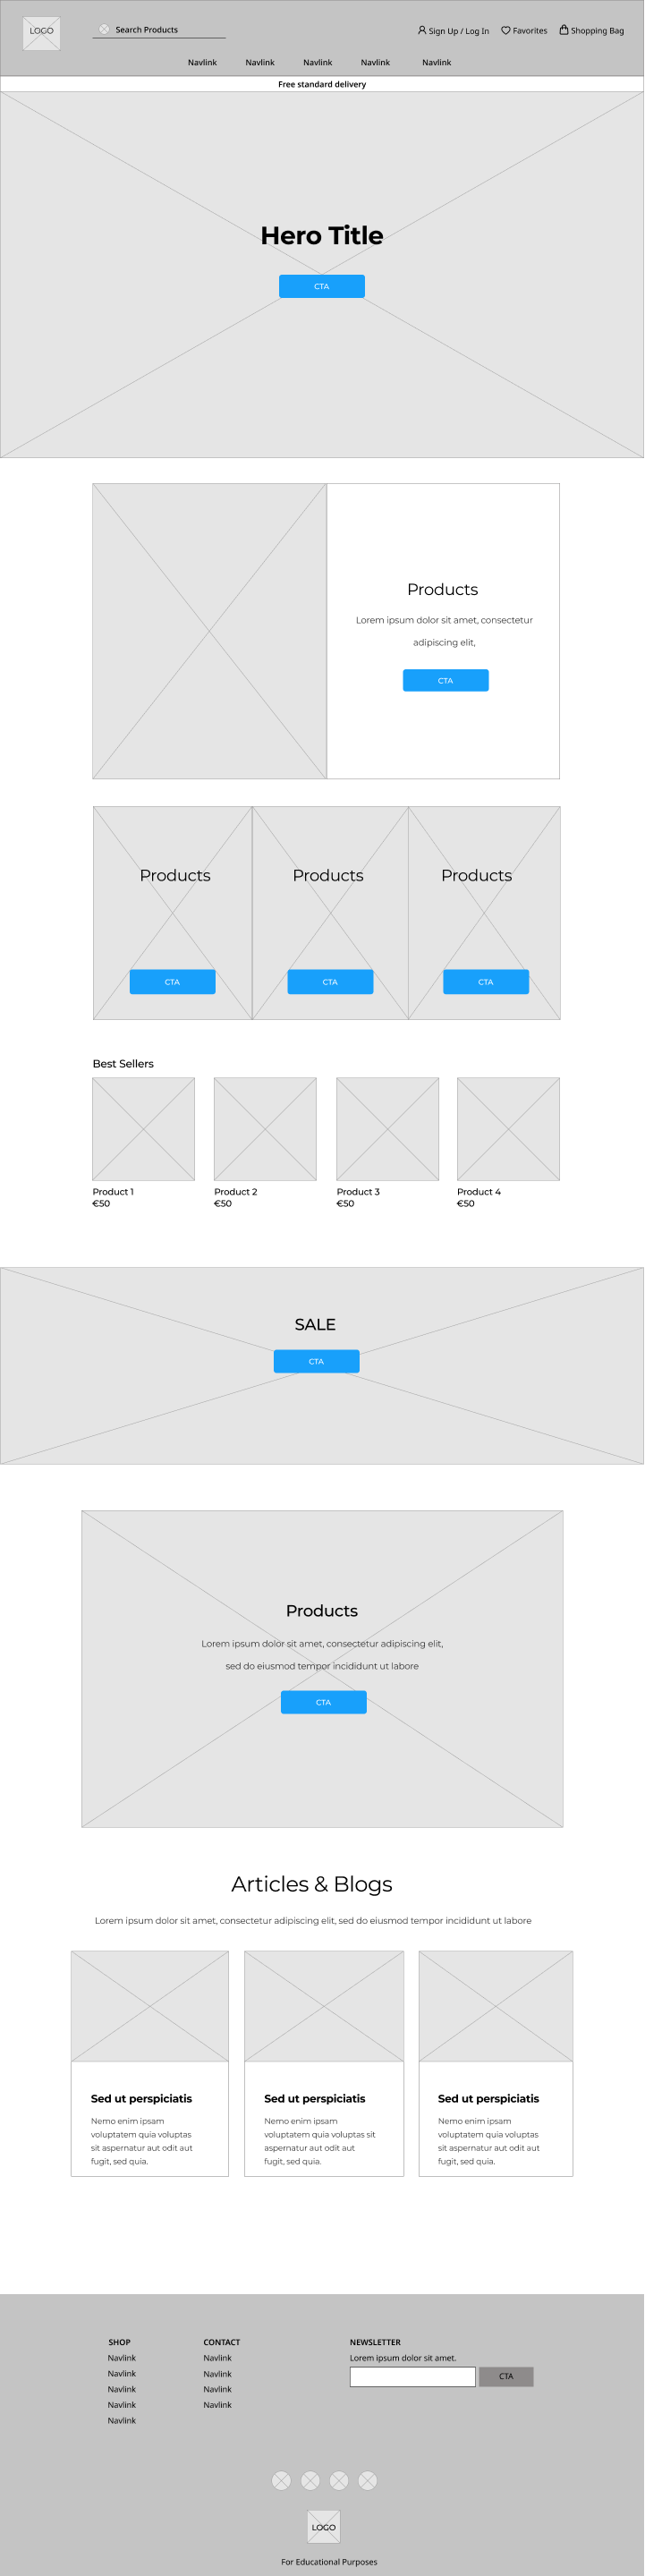 LOGO
Search Products
Sign Up / Log In
Favorites
Shopping Bag
Navlink
Navlink
Navlink
Navlink
Navlink
Free standard delivery
Hero Title
CTA
Products
Lorem ipsum dolor sit amet, consectetur
adipiscing elit,
CTA
Products
Products
Products
CTA
CTA
CTA
Best Sellers
Product 1
€50
Product 2
€50
Product 3
€50
Product 4
€50
SALE
CTA
Products
Lorem ipsum dolor sit amet, consectetur adipiscing elit,
sed do eiusmod tempor incididunt ut labore
CTA
Articles & Blogs
Lorem ipsum dolor sit amet, consectetur adipiscing elit, sed do eiusmod tempor incididunt ut labore
Sed ut perspiciatis
Nemo enim ipsam
voluptatem quia voluptas
sit aspernatur aut odit aut
fugit, sed quia.
Sed ut perspiciatis
Nemo enim ipsam
voluptatem quia voluptas sit
aspernatur aut odit aut
fugit, sed quia.
Sed ut perspiciatis
Nemo enim ipsam
voluptatem quia voluptas
sit aspernatur aut odit aut
fugit, sed quia.
SHOP
Navlink
Navlink
Navlink
Navlink
Navlink
CONTACT
Navlink
Navlink
Navlink
Navlink
NEWSLETTER
Lorem ipsum dolor sit amet.
CTA
LOGO
For Educational Purposes